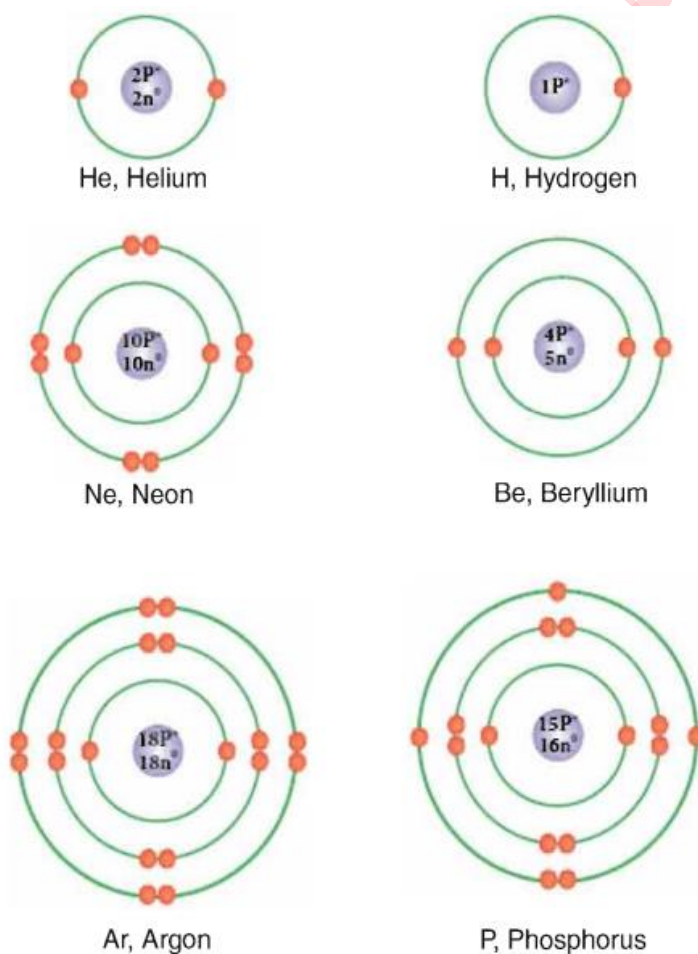 2P⁺
2n⁰
He, Helium
1P⁺
H, Hydrogen
10P⁺
10n⁰
Ne, Neon
4P⁺
5n⁰
Be, Beryllium
18P⁺
18n⁰
Ar, Argon
15P⁺
16n⁰
P, Phosphorus